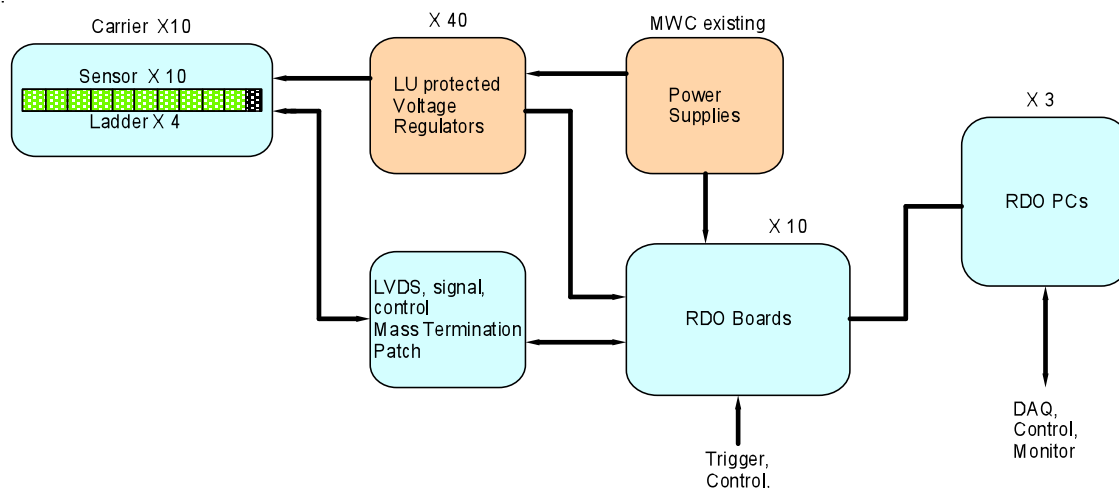 Carrier X10
Sensor X 10
Ladder X 4
X 40
LU protected
Voltage
Regulators
MWC existing
Power
Supplies
X 3
RDO PCs
X 10
RDO Boards
LVDS, signal,
control
Mass Termination
Patch
Trigger,
Control,
DAQ,
Control,
Monitor